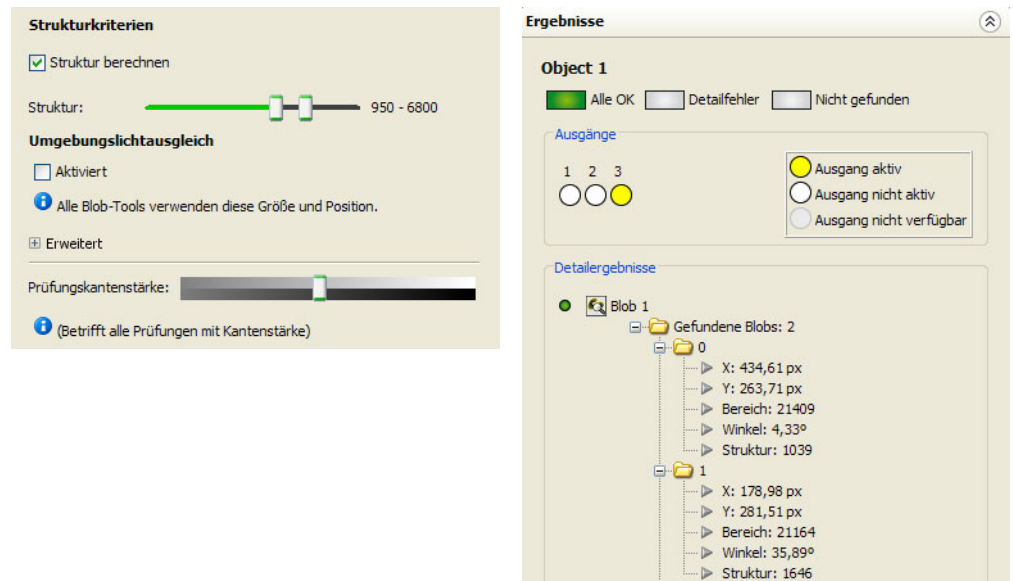 Strukturkriterien
Struktur berechnen
Struktur: 950 - 6800
Umgebungslichtausgleich
Aktiviert
Alle Blob-Tools verwenden diese Größe und Position.
Erweitert
Prüfungskantenstärke:
(Betrifft alle Prüfungen mit Kantenstärke)
Ergebnisse
Object 1
Alle OK Detailfehler Nicht gefunden
Ausgänge
1 2 3
Ausgang aktiv
Ausgang nicht aktiv
Ausgang nicht verfügbar
Detailergebnisse
Blob 1
Gefundene Blobs: 2
0
X: 434,61 px
Y: 263,71 px
Bereich: 21409
Winkel: 4,33º
Struktur: 1039
1
X: 178,98 px
Y: 281,51 px
Bereich: 21164
Winkel: 35,89º
Struktur: 1646